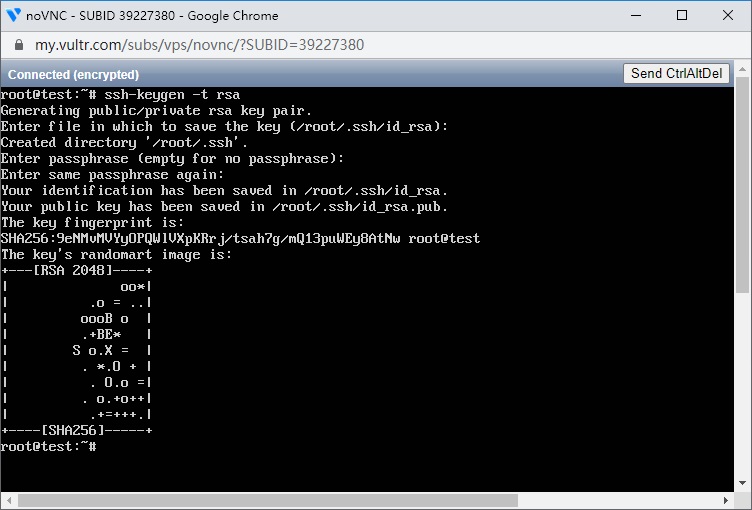 noVNC - SUBID 39227380 - Google Chrome
my.vultr.com/subs/vps/novnc/?SUBID=39227380
Connected (encrypted)
Send CtrlAltDel
root@test:~# ssh-keygen -t rsa
Generating public/private rsa key pair.
Enter file in which to save the key (/root/.ssh/id_rsa):
Created directory '/root/.ssh'.
Enter passphrase (empty for no passphrase):
Enter same passphrase again:
Your identification has been saved in /root/.ssh/id_rsa.
Your public key has been saved in /root/.ssh/id_rsa.pub.
The key fingerprint is:
SHA256:9eNMvMVYyOPQWlVXpKRrj/tsah7g/mQ13puWEy8AtNw root@test
The key's randomart image is:
+---[RSA 2048]----+
|              oo*|
|          .o = ..|
|         oooB o  |
|         .+BE*   |
|        S o.X =  |
|         . *.O + |
|          . O.o =|
|         . o.+o++|
|          .+=+++.|
+----[SHA256]-----+
root@test:~#